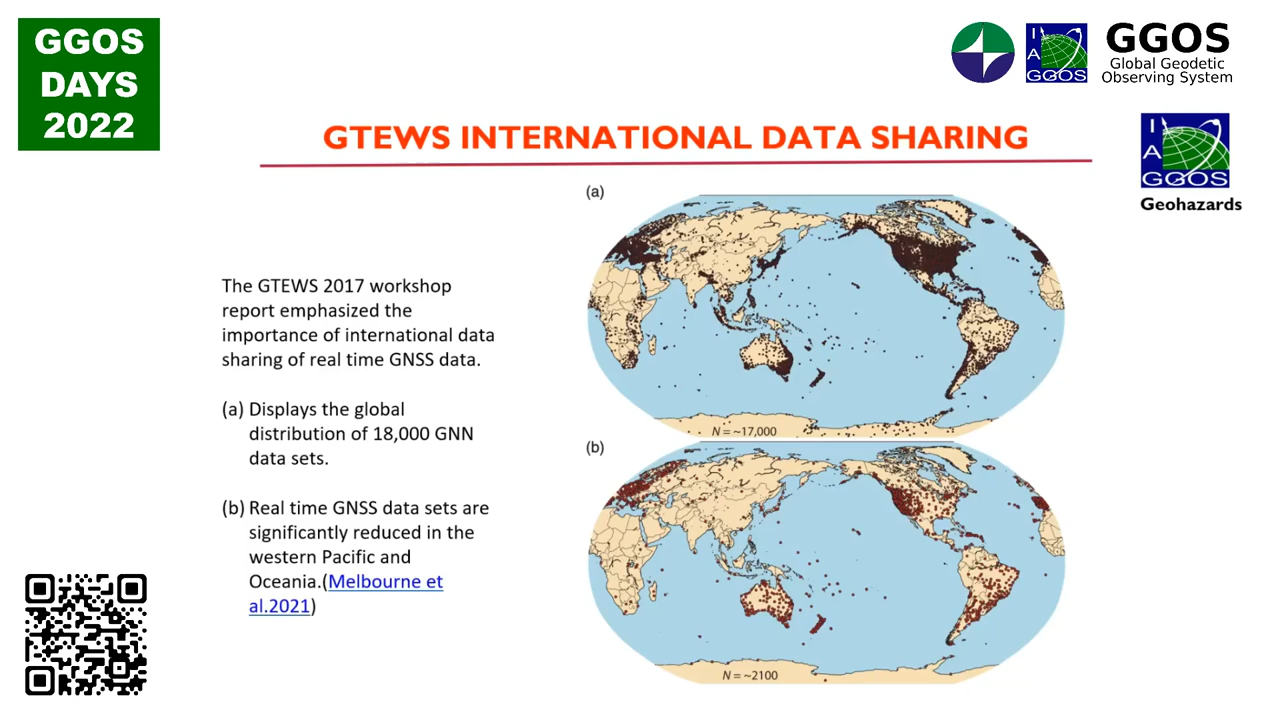 GGOS
DAYS
2022
I
A
GGOS
GGOS
Global Geodetic
Observing System
GTEWS INTERNATIONAL DATA SHARING
I
A
GGOS
Geohazards
The GTEWS 2017 workshop
report emphasized the
importance of international data
sharing of real time GNSS data.
(a) Displays the global
distribution of 18,000 GNN
data sets.
(b) Real time GNSS data sets are
significantly reduced in the
western Pacific and
Oceania.(Melbourne et
al.2021)
(a)
N = ~17,000
(b)
N = ~2100